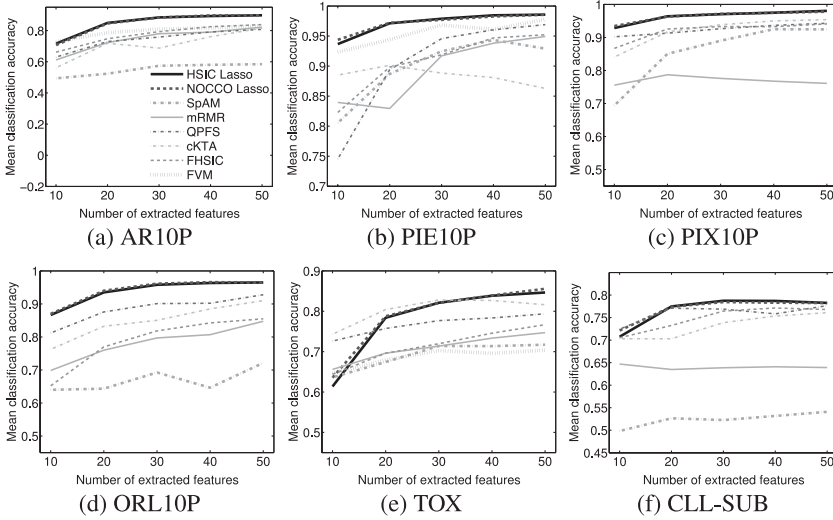 1
0.8
0.6
0.4
0.2
0
−0.2
Mean classification accuracy
HSIC Lasso
NOCCO Lasso
SpAM
mRMR
QPFS
cKTA
FHSIC
FVM
10 20 30 40 50
Number of extracted features
(a) AR10P
1
0.95
0.9
0.85
0.8
0.75
0.7
Mean classification accuracy
10 20 30 40 50
Number of extracted features
(b) PIE10P
1
0.9
0.8
0.7
0.6
0.5
Mean classification accuracy
10 20 30 40 50
Number of extracted features
(c) PIX10P
1
0.9
0.8
0.7
0.6
0.5
Mean classification accuracy
10 20 30 40 50
Number of extracted features
(d) ORL10P
0.9
0.8
0.7
0.6
0.5
Mean classification accuracy
10 20 30 40 50
Number of extracted features
(e) TOX
0.8
0.75
0.7
0.65
0.6
0.55
0.5
0.45
Mean classification accuracy
10 20 30 40 50
Number of extracted features
(f) CLL-SUB